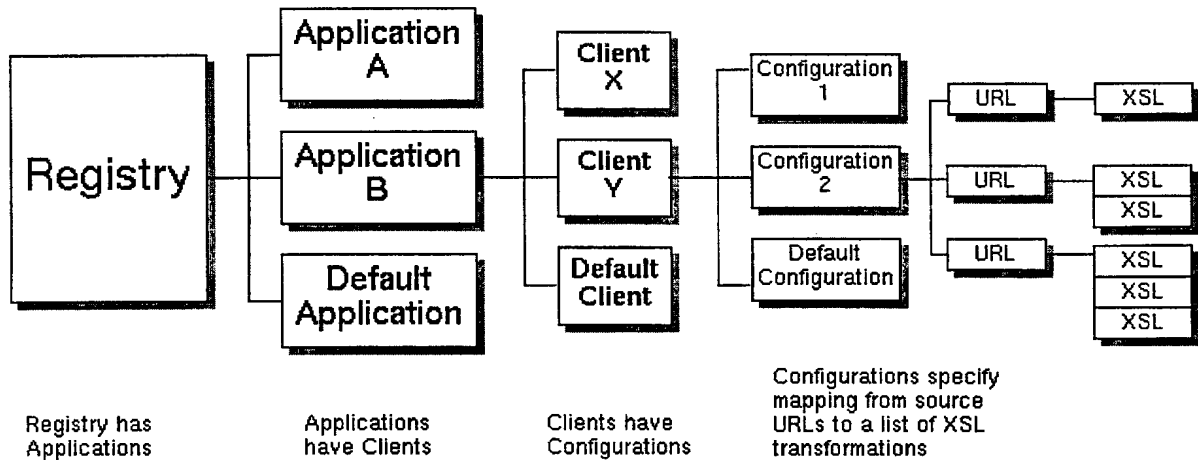 Registry
Application
A
Application
B
Default
Application
Client
X
Client
Y
Default
Client
Configuration
1
Configuration
2
Default
Configuration
URL
XSL
URL
XSL
XSL
URL
XSL
XSL
XSL
Registry has
Applications
Applications
have Clients
Clients have
Configurations
Configurations specify
mapping from source
URLs to a list of XSL
transformations